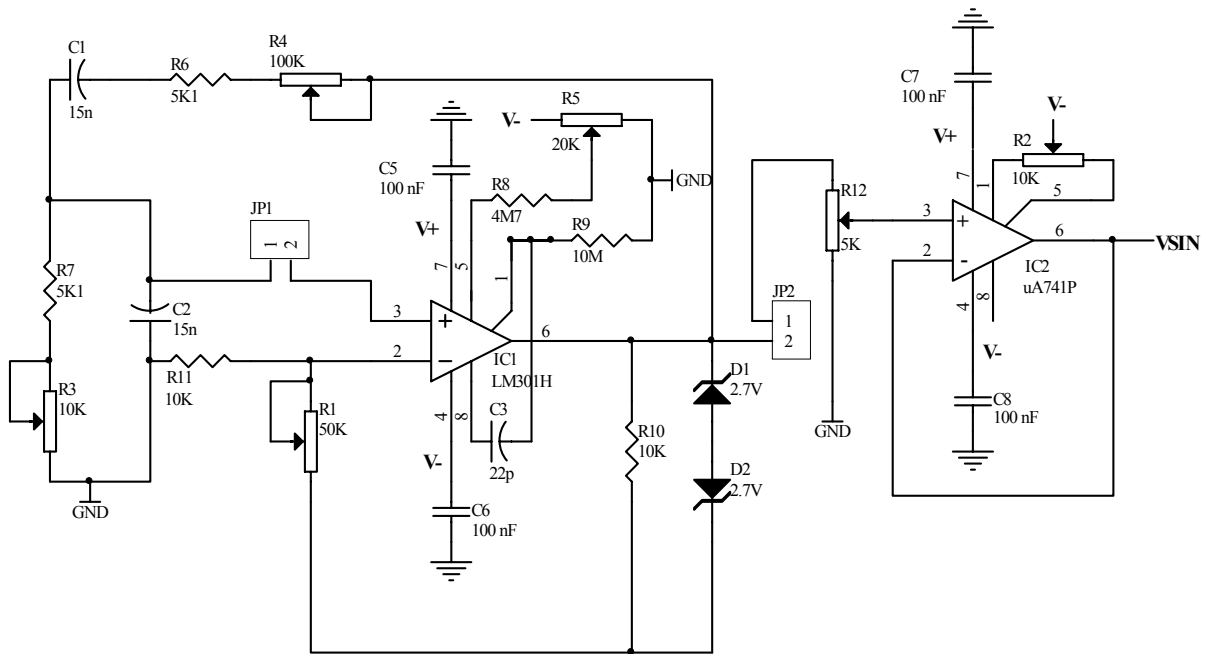 C1
15n
R6
5K1
R4
100K
V-
R5
20K
C5
100 nF
R8
4M7
GND
V+
R9
10M
7
5
1
JP1
1
2
R7
5K1
C2
15n
3
2
6
IC1
LM301H
R3
10K
R11
10K
R1
50K
4
8
C3
22p
V-
C6
100 nF
GND
R10
10K
D1
2.7V
D2
2.7V
JP2
1
2
R12
5K
GND
C7
100 nF
V+
V-
R2
10K
7
1
5
3
2
6
VSIN
IC2
uA741P
4
8
V-
C8
100 nF